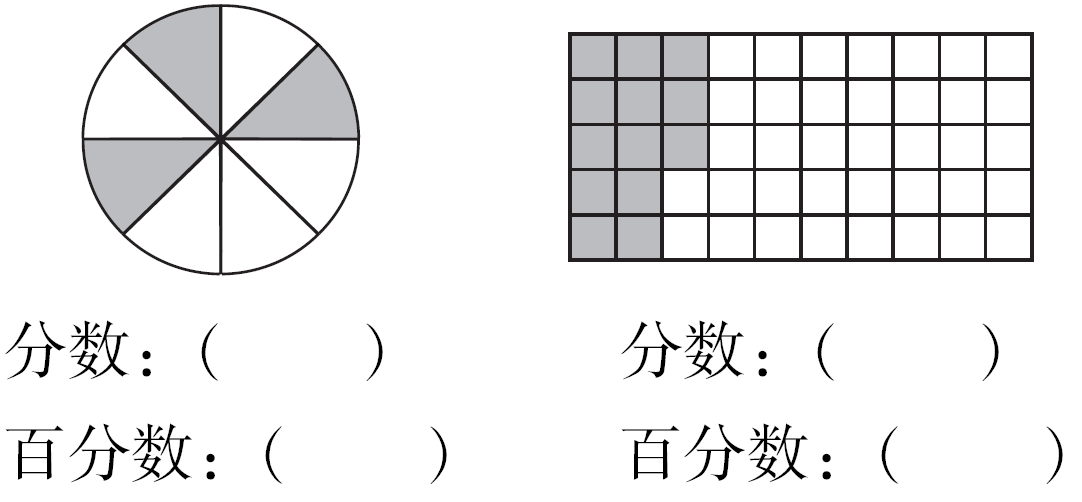 分数：（　　） 分数：（　　）
百分数：（　　） 百分数：（　　）